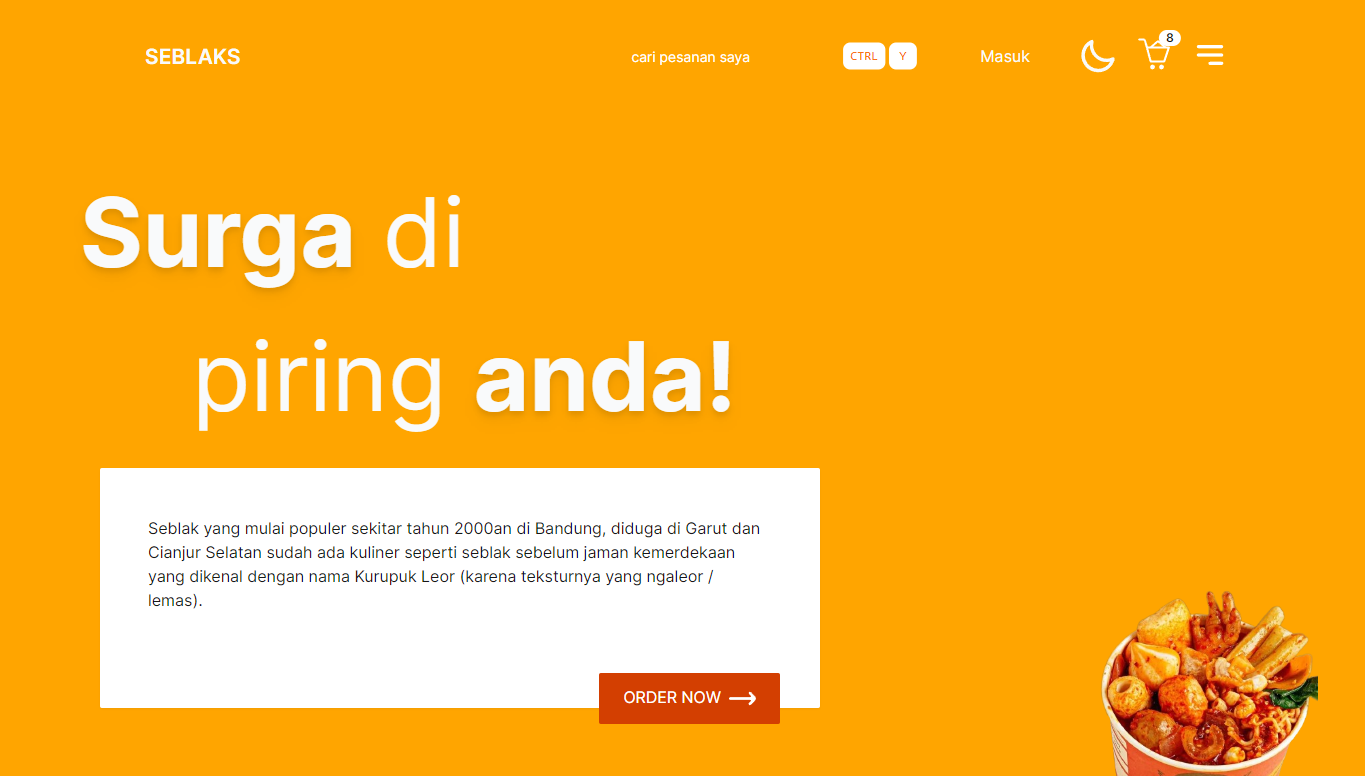 SEBLAKS
cari pesanan saya
CTRL Y
Masuk
8
Surga di
piring anda!
Seblak yang mulai populer sekitar tahun 2000an di Bandung, diduga di Garut dan
Cianjur Selatan sudah ada kuliner seperti seblak sebelum jaman kemerdekaan
yang dikenal dengan nama Kurupuk Leor (karena teksturnya yang ngaleor /
lemas).
ORDER NOW